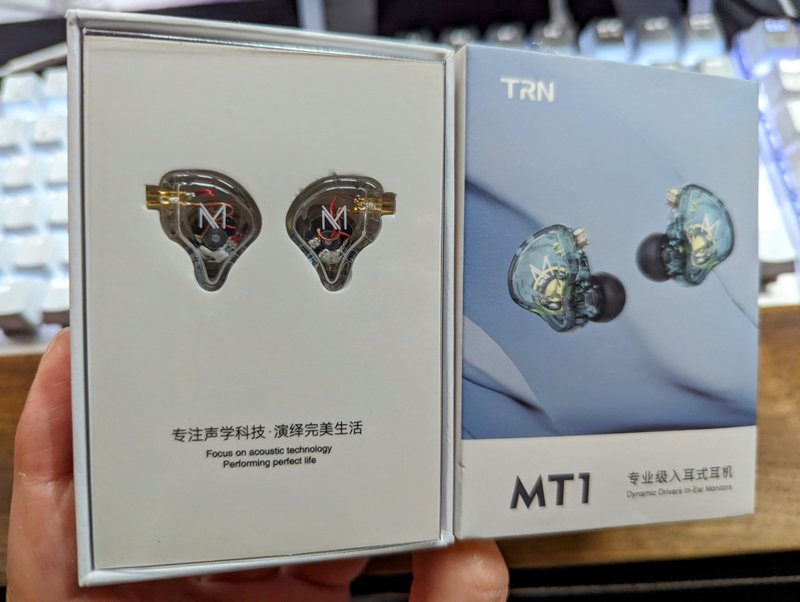 专注声学科技·演绎完美生活
Focus on acoustic technology
Performing perfect life
TRN
MT1
专业级入耳式耳机
Dynamic Drivers In-Ear Monitors